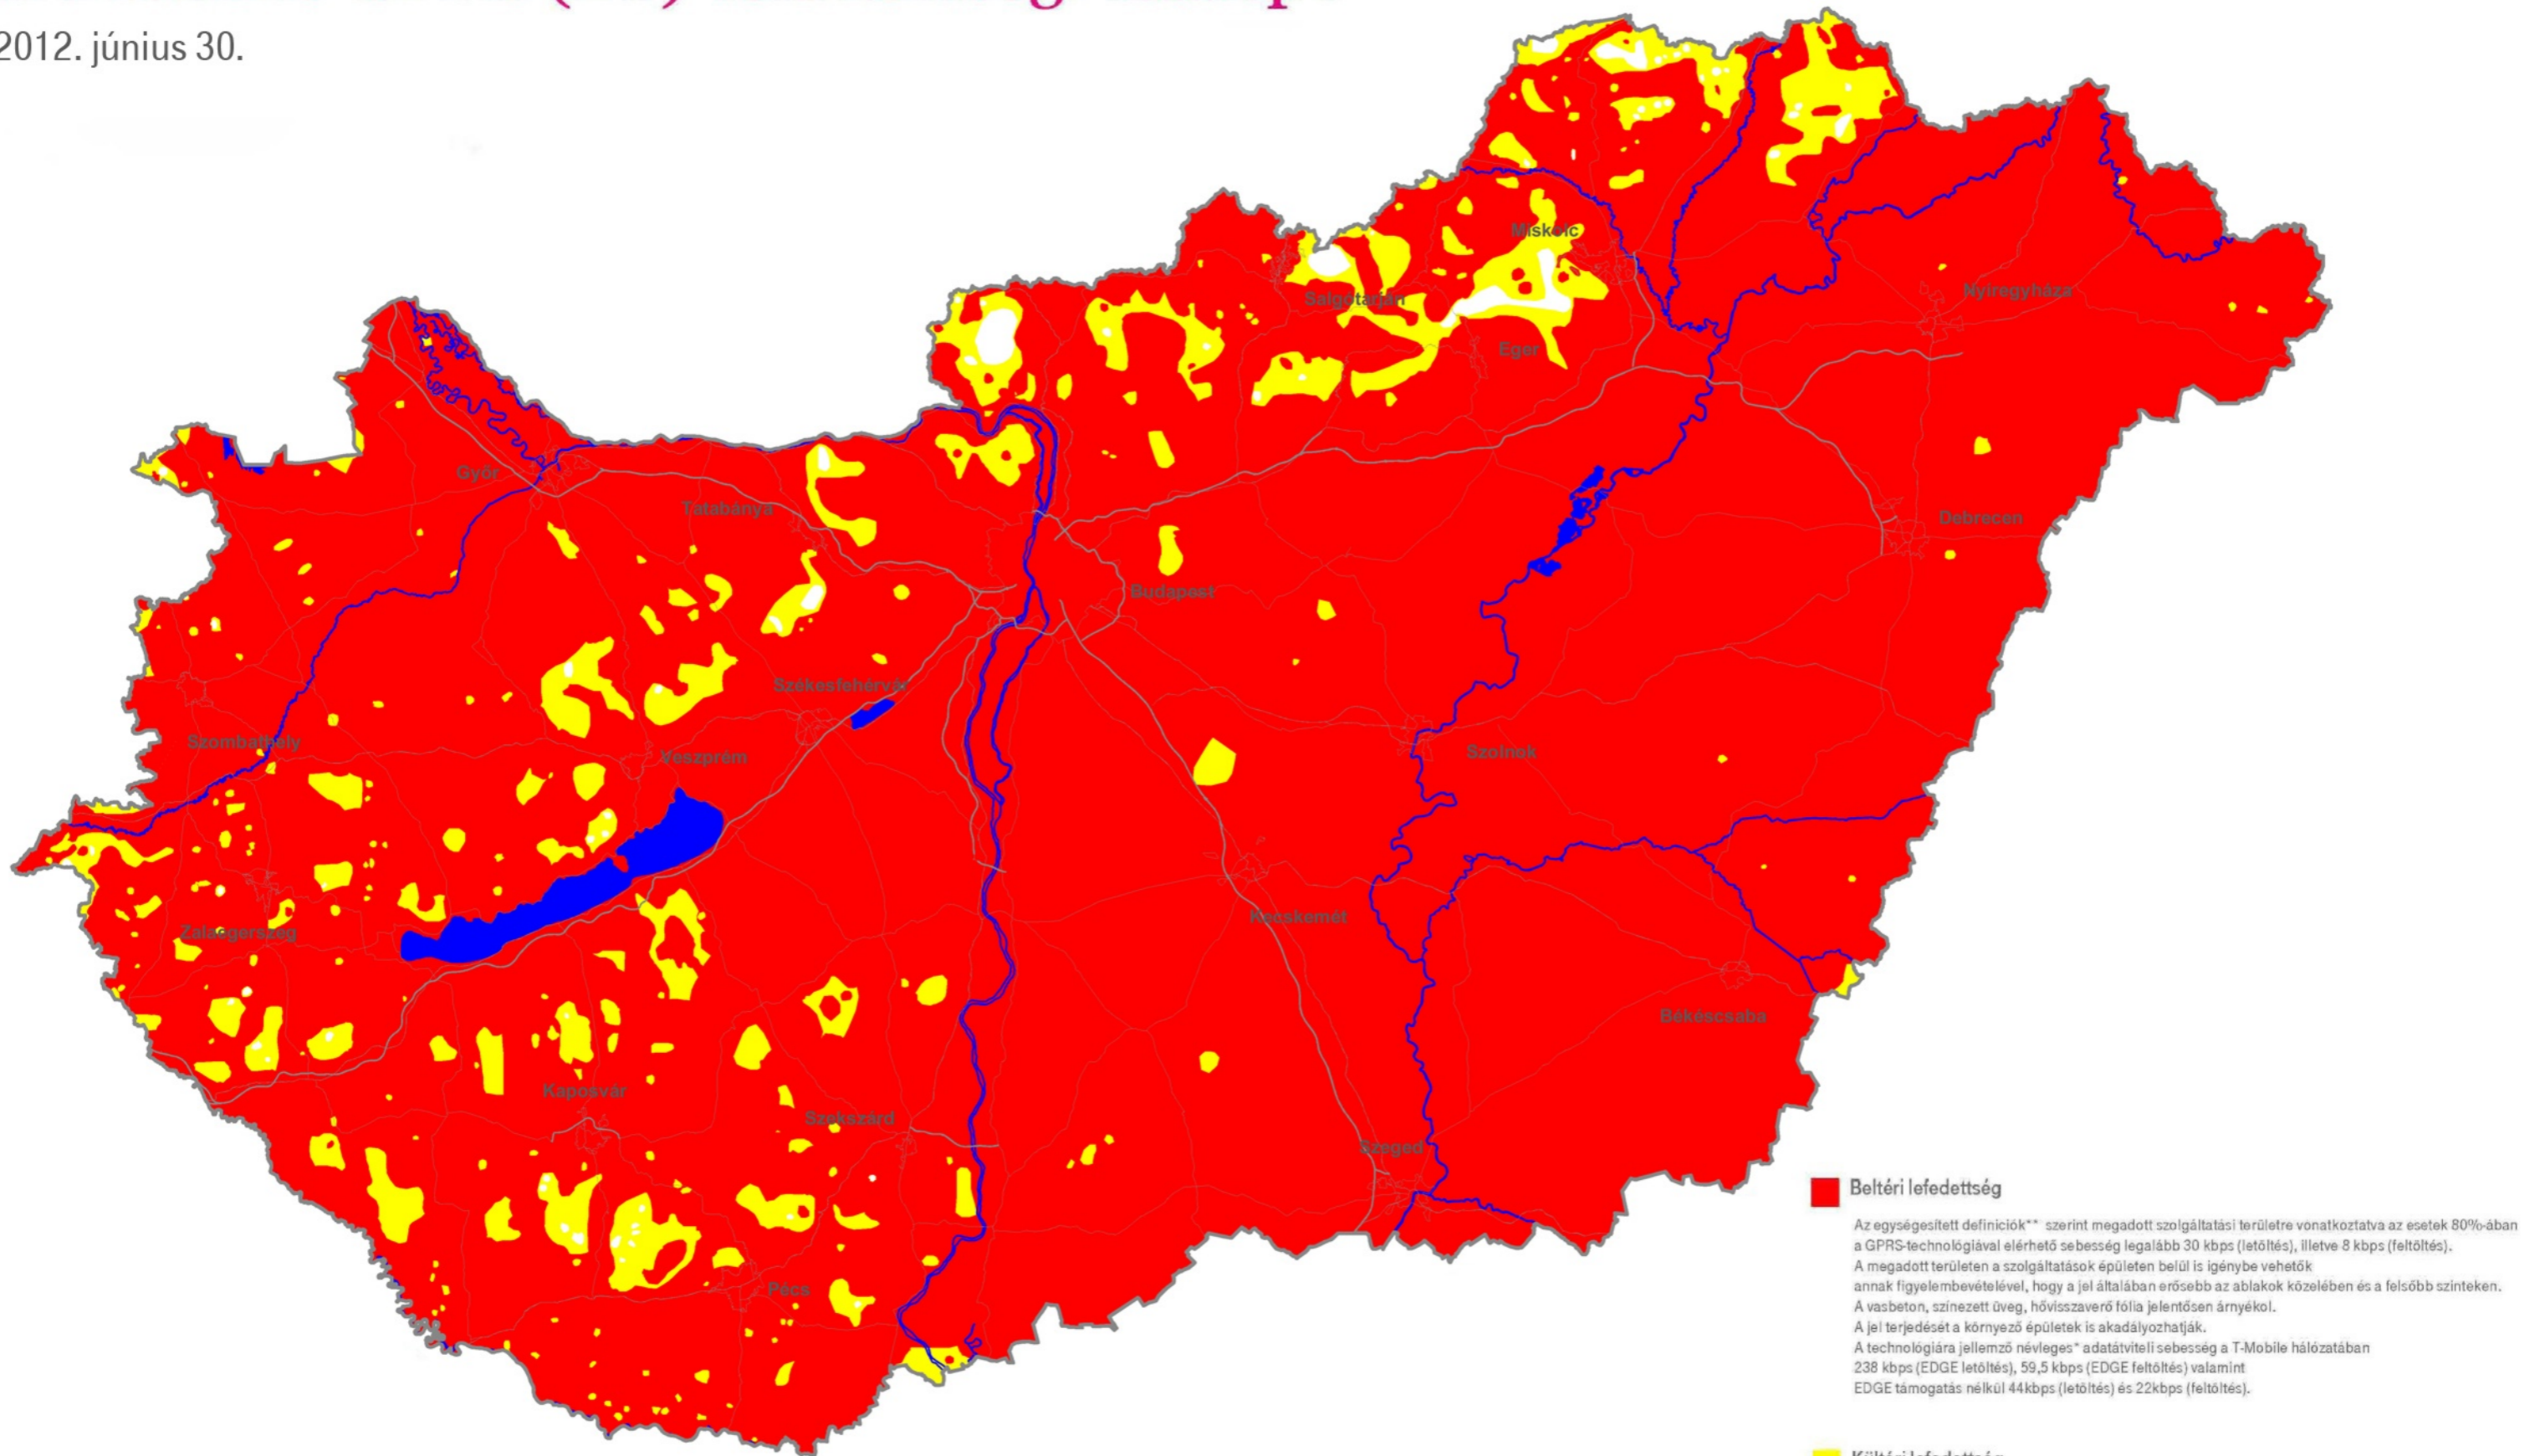 2012. június 30.
Miskolc
Salgótarján
Nyíregyháza
Eger
Győr
Tatabánya
Debrecen
Budapest
Székesfehérvár
Szombathely
Veszprém
Szolnok
Kecskemét
Zalaegerszeg
Békéscsaba
Kaposvár
Szekszárd
Szeged
Pécs
Beltéri lefedettség
Az egységesített definiciók** szerint megadott szolgáltatási területre vonatkoztatva az esetek 80%-ában
a GPRS-technológiával elérhető sebesség legalább 30 kbps (letöltés), illetve 8 kbps (feltöltés).
A megadott területen a szolgáltatások épületen belül is igénybe vehetők
annak figyelembevételével, hogy a jel általában erősebb az ablakok közelében és a felsőbb szinteken.
A vasbeton, színezett üveg, hővisszaverő fólia jelentősen árnyékol.
A jel terjedését a környező épületek is akadályozhatják.
A technológiára jellemző névleges* adatátviteli sebesség a T-Mobile hálózatában
238 kbps (EDGE letöltés), 59,5 kbps (EDGE feltöltés) valamint
EDGE támogatás nélkül 44kbps (letöltés) és 22kbps (feltöltés).
Kültéri lefedettség